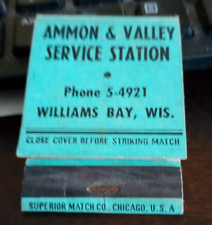 AMMON & VALLEY
SERVICE STATION
Phone 5-4921
WILLIAMS BAY, WIS.
CLOSE COVER BEFORE STRIKING MATCH
SUPERIOR MATCH CO., CHICAGO, U.S.A